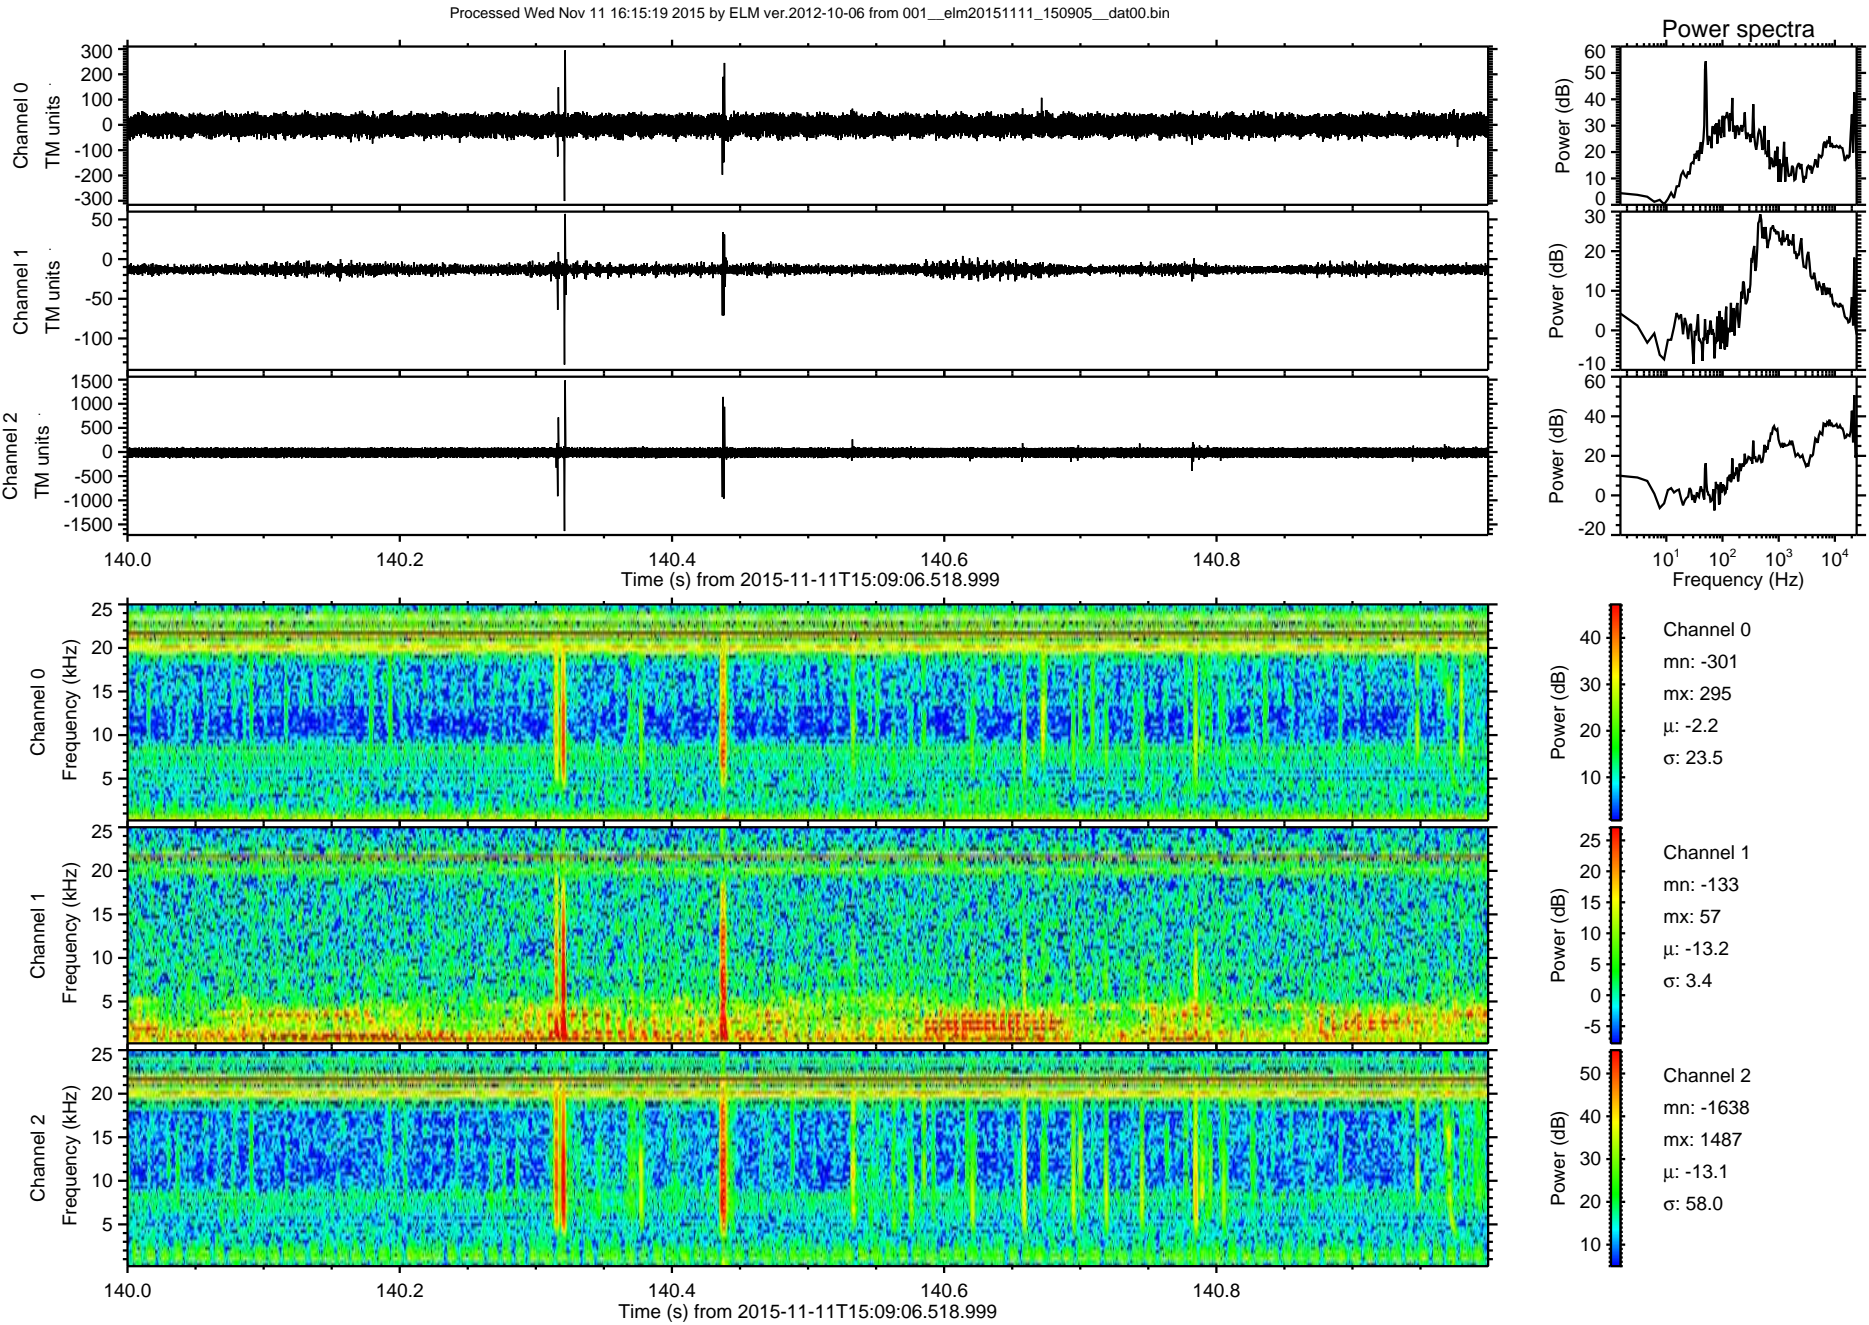 Processed Wed Nov 11 16:15:19 2015 by ELM ver.2012-10-06 from 001__elm20151111_150905__dat00.bin
Power spectra
Channel 0
TM units
300
200
100
0
-100
-200
-300
Power (dB)
60
50
40
30
20
10
0
Channel 1
TM units
50
0
-50
-100
Power (dB)
30
20
10
0
-10
Channel 2
TM units
1500
1000
500
0
-500
-1000
-1500
Power (dB)
60
40
20
0
-20
140.0 140.2 140.4 140.6 140.8
Time (s) from 2015-11-11T15:09:06.518.999
10¹ 10² 10³ 10⁴
Frequency (Hz)
Channel 0
Frequency (kHz)
25
20
15
10
5
Power (dB)
40
30
20
10
Channel 0
mn: -301
mx: 295
μ: -2.2
σ: 23.5
Channel 1
Frequency (kHz)
25
20
15
10
5
Power (dB)
25
20
15
10
5
0
-5
Channel 1
mn: -133
mx: 57
μ: -13.2
σ: 3.4
Channel 2
Frequency (kHz)
25
20
15
10
5
Power (dB)
50
40
30
20
10
Channel 2
mn: -1638
mx: 1487
μ: -13.1
σ: 58.0
140.0 140.2 140.4 140.6 140.8
Time (s) from 2015-11-11T15:09:06.518.999